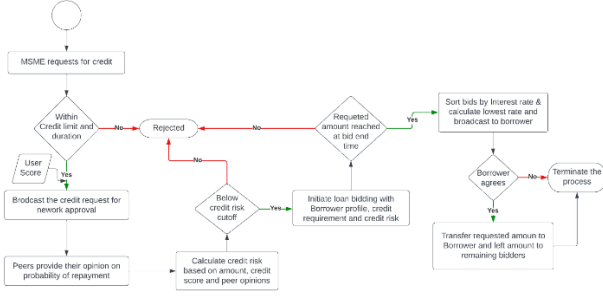 MSME requests for credit
Within
Credit limit and
duration
No
Rejected
User
Score
Yes
Brodcast the credit request for
nework approval
Peers provide their opinion on
probability of repayment
Calculate credit risk
based on amount, credit
score and peer opinions
Below
credit risk
cutoff
No
Yes
Initiate loan bidding with
Borrower profile, credit
requirement and credit risk
Requeted
amount reached
at bid end
time
No
Yes
Sort bids by Interest rate &
calculate lowest rate and
broadcast to borrower
Borrower
agrees
No
Terminate the
process
Yes
Transfer requested amoun to
Borrower and left amount to
remaining bidders